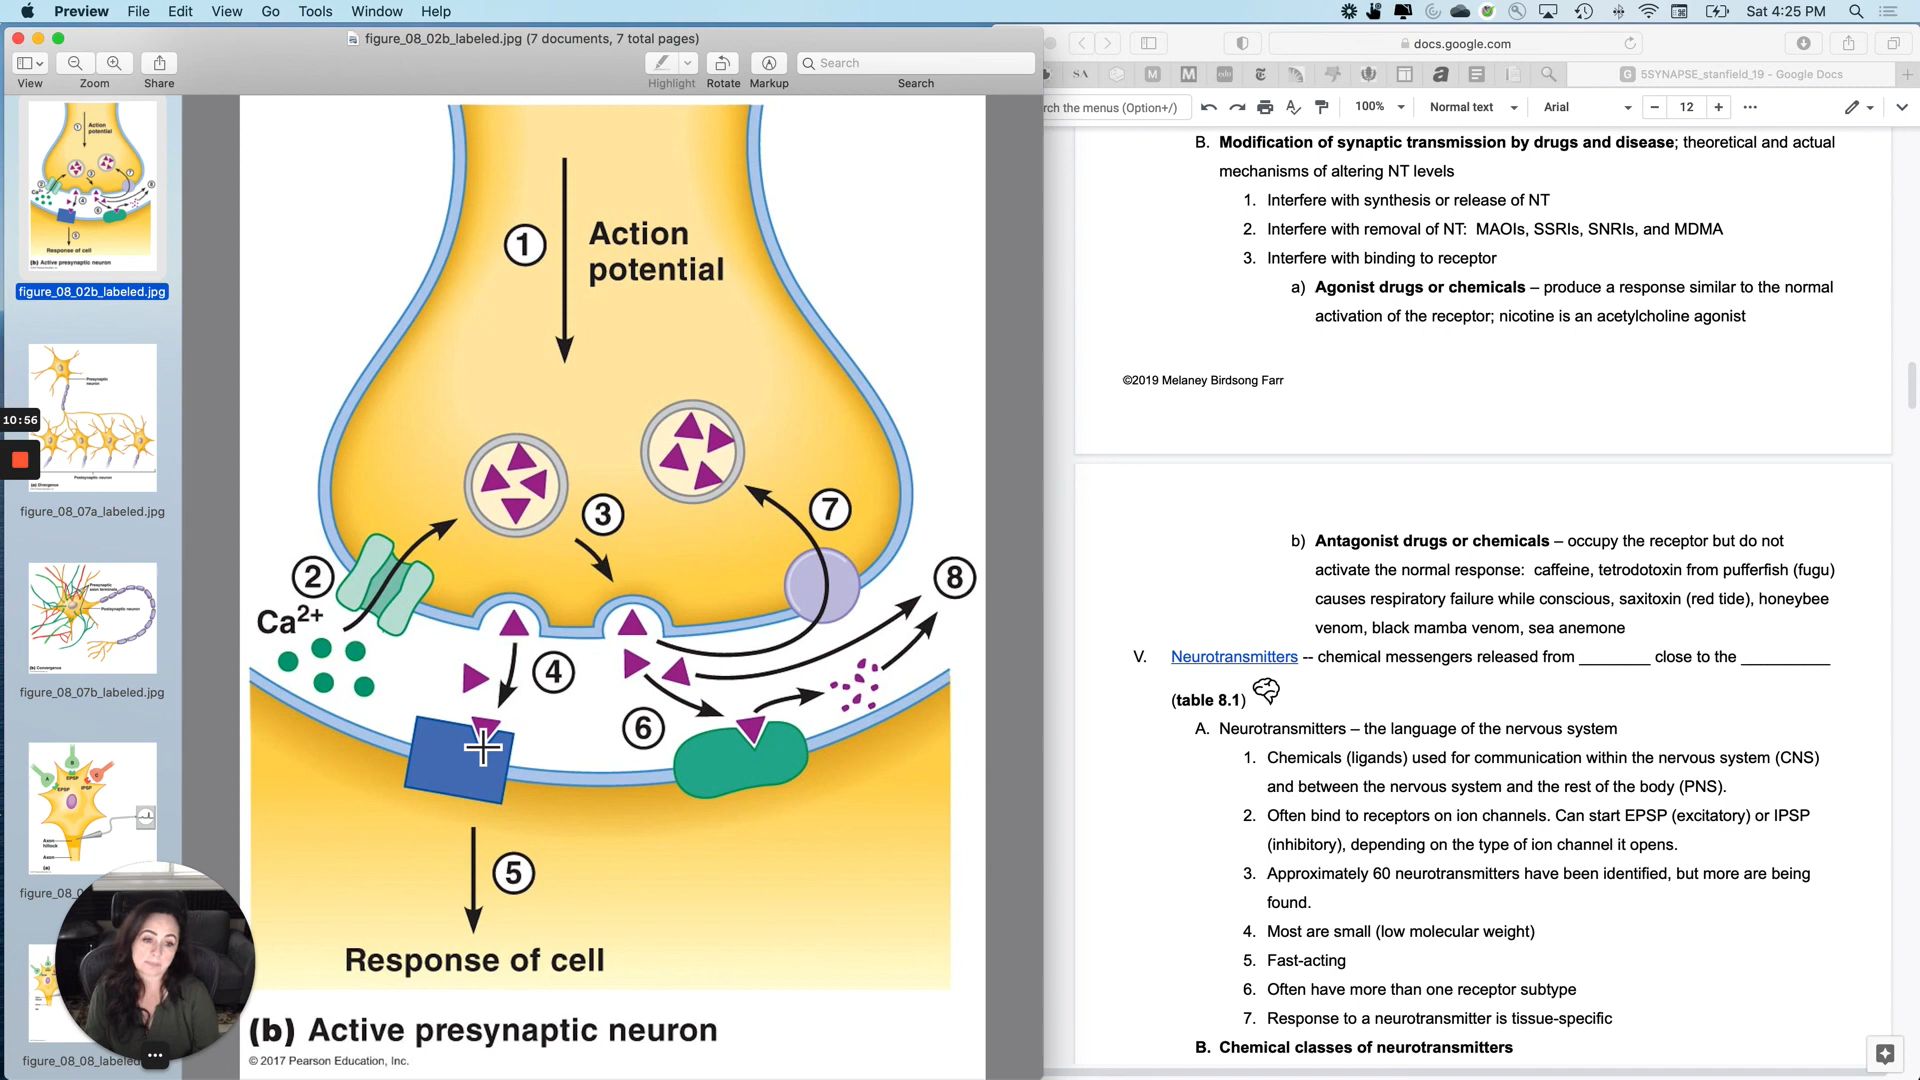 Preview File Edit View Go Tools Window Help
Sat 4:25 PM
figure_08_02b_labeled.jpg (7 documents, 7 total pages)
View
Zoom
Share
Highlight
Rotate
Markup
Search
Search
figure_08_02b_labeled.jpg
figure_08_07a_labeled.jpg
figure_08_07b_labeled.jpg
figure_08_08_labeled
10:56
1
Action
potential
2
Ca2+
3
4
5
6
7
8
Response of cell
(b) Active presynaptic neuron
© 2017 Pearson Education, Inc.
docs.google.com
5SYNAPSE_stanfield_19 - Google Docs
rch the menus (Option+/)
100%
Normal text
Arial
12
B. Modification of synaptic transmission by drugs and disease; theoretical and actual
mechanisms of altering NT levels
1. Interfere with synthesis or release of NT
2. Interfere with removal of NT: MAOIs, SSRIs, SNRIs, and MDMA
3. Interfere with binding to receptor
a) Agonist drugs or chemicals – produce a response similar to the normal
activation of the receptor; nicotine is an acetylcholine agonist
©2019 Melaney Birdsong Farr
b) Antagonist drugs or chemicals – occupy the receptor but do not
activate the normal response: caffeine, tetrodotoxin from pufferfish (fugu)
causes respiratory failure while conscious, saxitoxin (red tide), honeybee
venom, black mamba venom, sea anemone
V. Neurotransmitters -- chemical messengers released from ________ close to the __________
(table 8.1)
A. Neurotransmitters – the language of the nervous system
1. Chemicals (ligands) used for communication within the nervous system (CNS)
and between the nervous system and the rest of the body (PNS).
2. Often bind to receptors on ion channels. Can start EPSP (excitatory) or IPSP
(inhibitory), depending on the type of ion channel it opens.
3. Approximately 60 neurotransmitters have been identified, but more are being
found.
4. Most are small (low molecular weight)
5. Fast-acting
6. Often have more than one receptor subtype
7. Response to a neurotransmitter is tissue-specific
B. Chemical classes of neurotransmitters